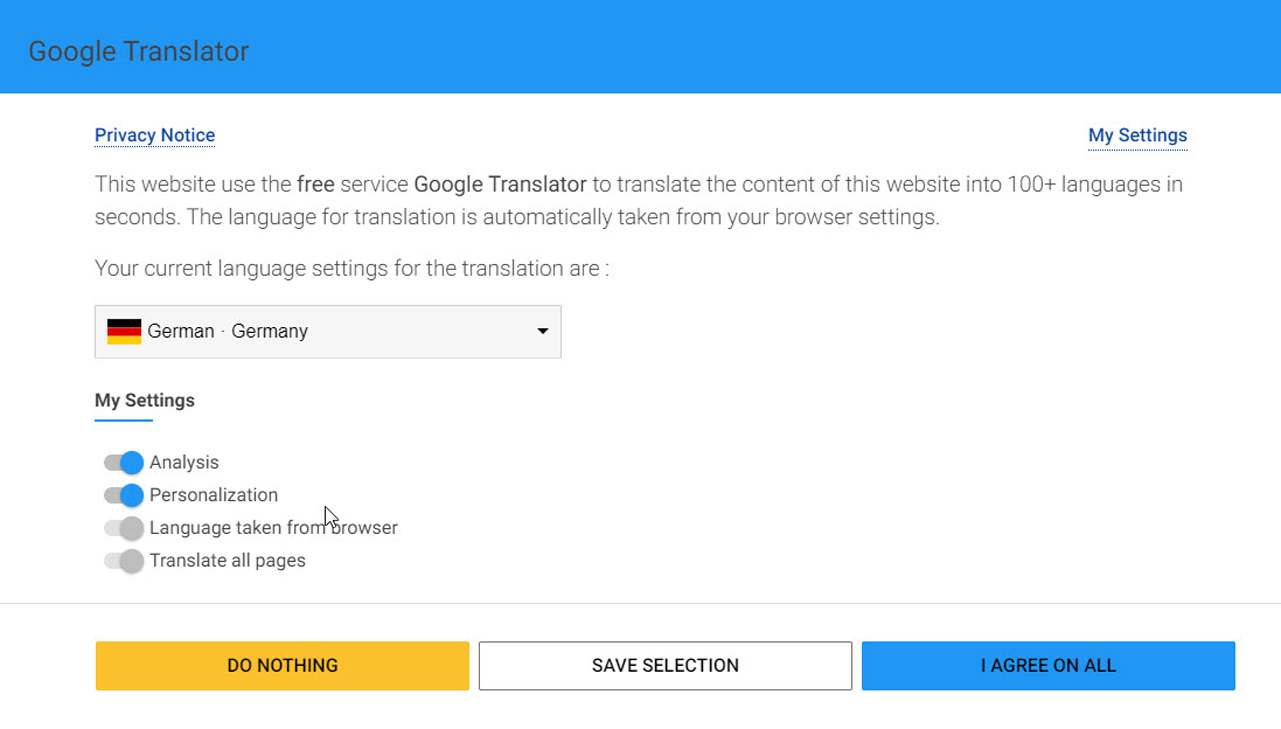 Google Translator
Privacy Notice
My Settings
This website use the free service Google Translator to translate the content of this website into 100+ languages in
seconds. The language for translation is automatically taken from your browser settings.
Your current language settings for the translation are :
German · Germany
My Settings
Analysis
Personalization
Language taken from browser
Translate all pages
DO NOTHING
SAVE SELECTION
I AGREE ON ALL